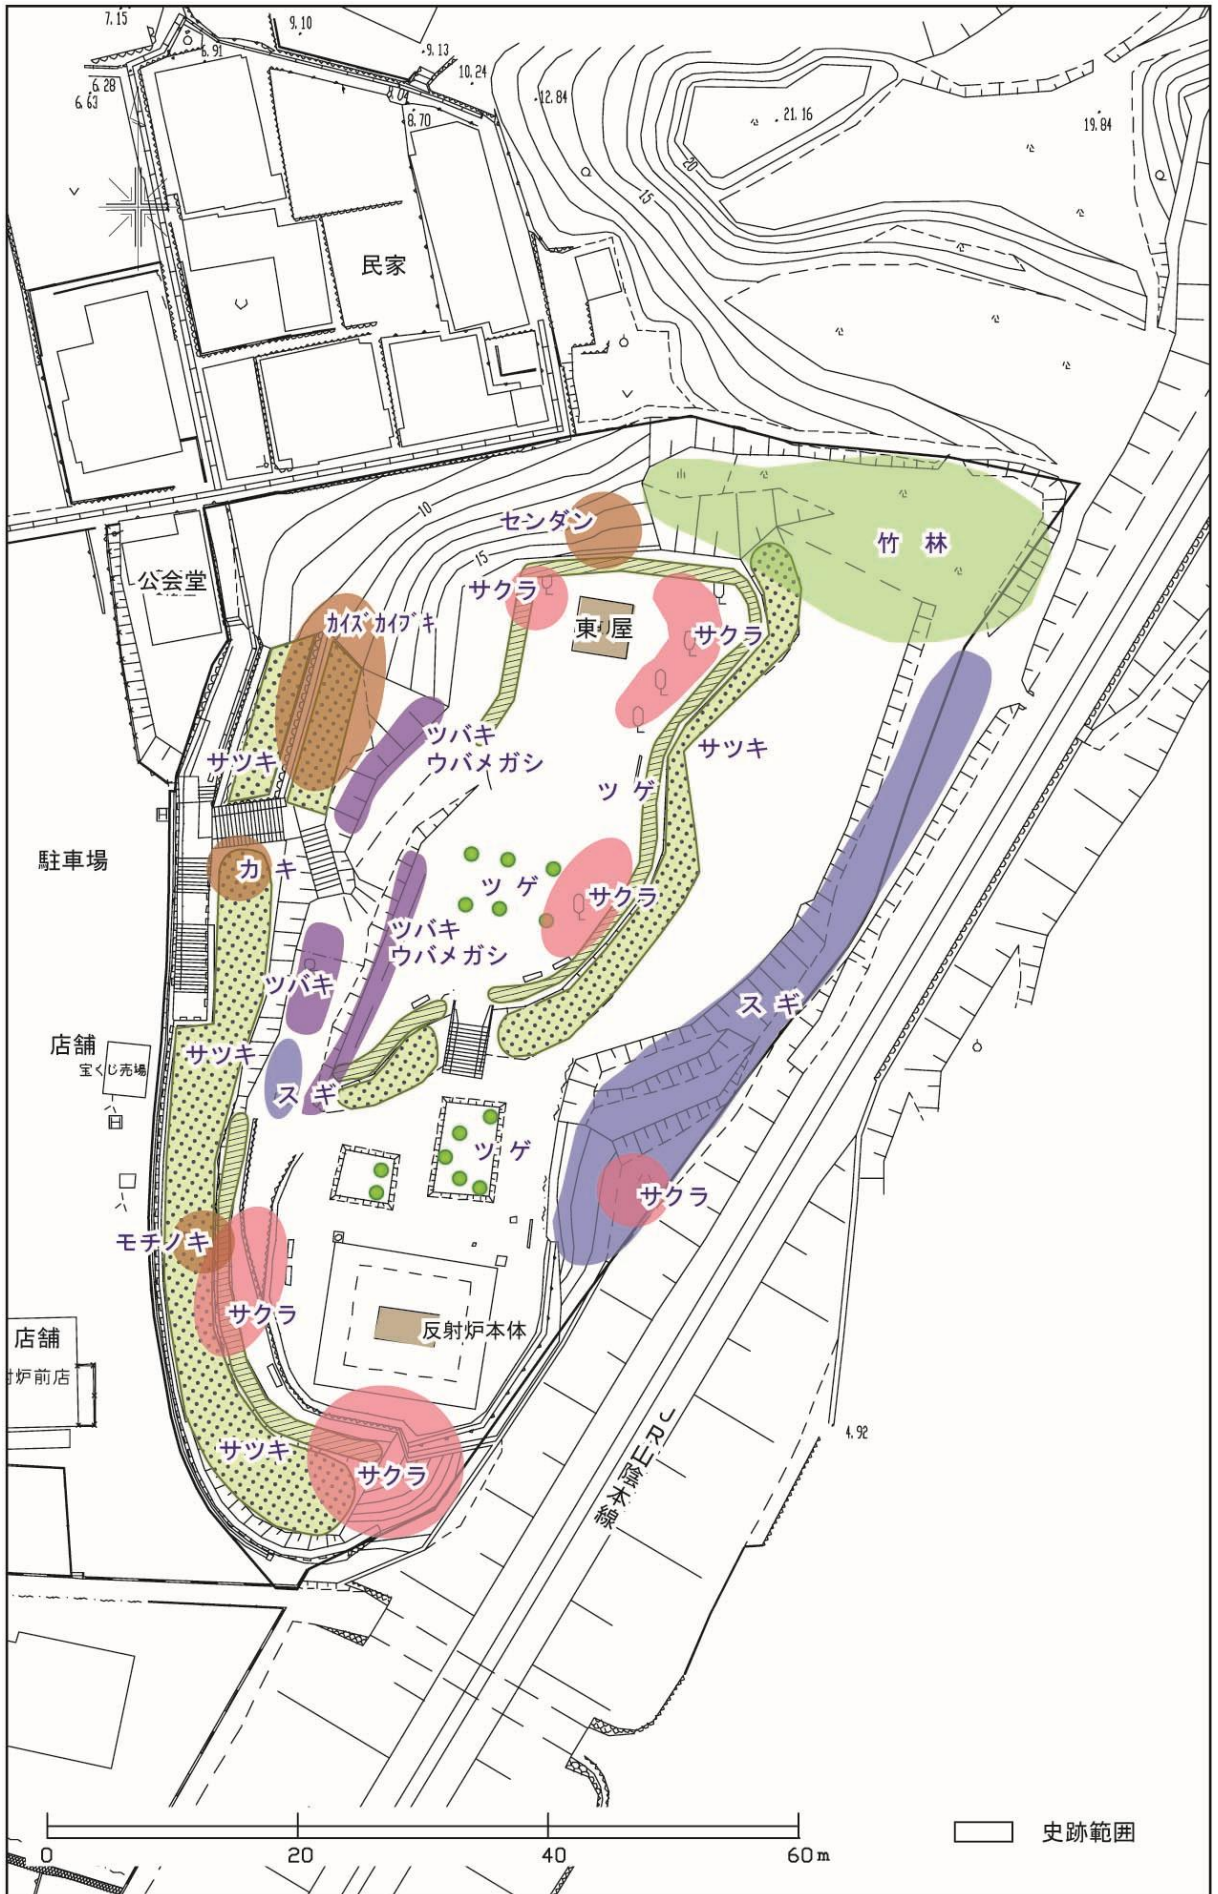 7.15
9.10
6.91
9.13
10.24
6.28
6.63
8.70
12.84
21.16
19.84
20
15
民家
10
センダン
15
竹 林
公会堂
サクラ
カイズカイブキ
東 屋
サクラ
ツバキ
ウバメガシ
サツキ
サツキ
ツ ゲ
駐車場
カ キ
ツ ゲ
サクラ
ツバキ
ウバメガシ
ツバキ
ス ギ
店舗
宝くじ売場
サツキ
ス ギ
ツ ゲ
サクラ
モチノキ
サクラ
反射炉本体
店舗
射炉前店
JR山陰本線
4.92
サツキ
サクラ
0
20
40
60m
史跡範囲